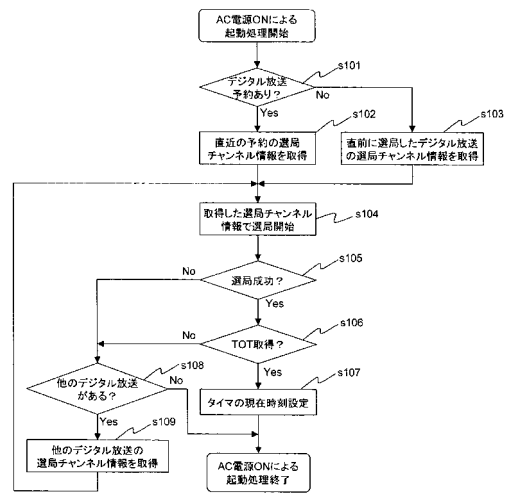 AC電源ONによる
起動処理開始
s101
デジタル放送
予約あり？
No
Yes
s102
s103
直近の予約の選局
チャンネル情報を取得
直前に選局したデジタル放送
の選局チャンネル情報を取得
取得した選局チャンネル
情報で選局開始
s104
s105
No
選局成功？
Yes
s106
No
TOT取得？
s108
Yes
s107
他のデジタル放送
がある？
No
タイマの現在時刻設定
Yes
s109
他のデジタル放送の
選局チャンネル情報を取得
AC電源ONによる
起動処理終了